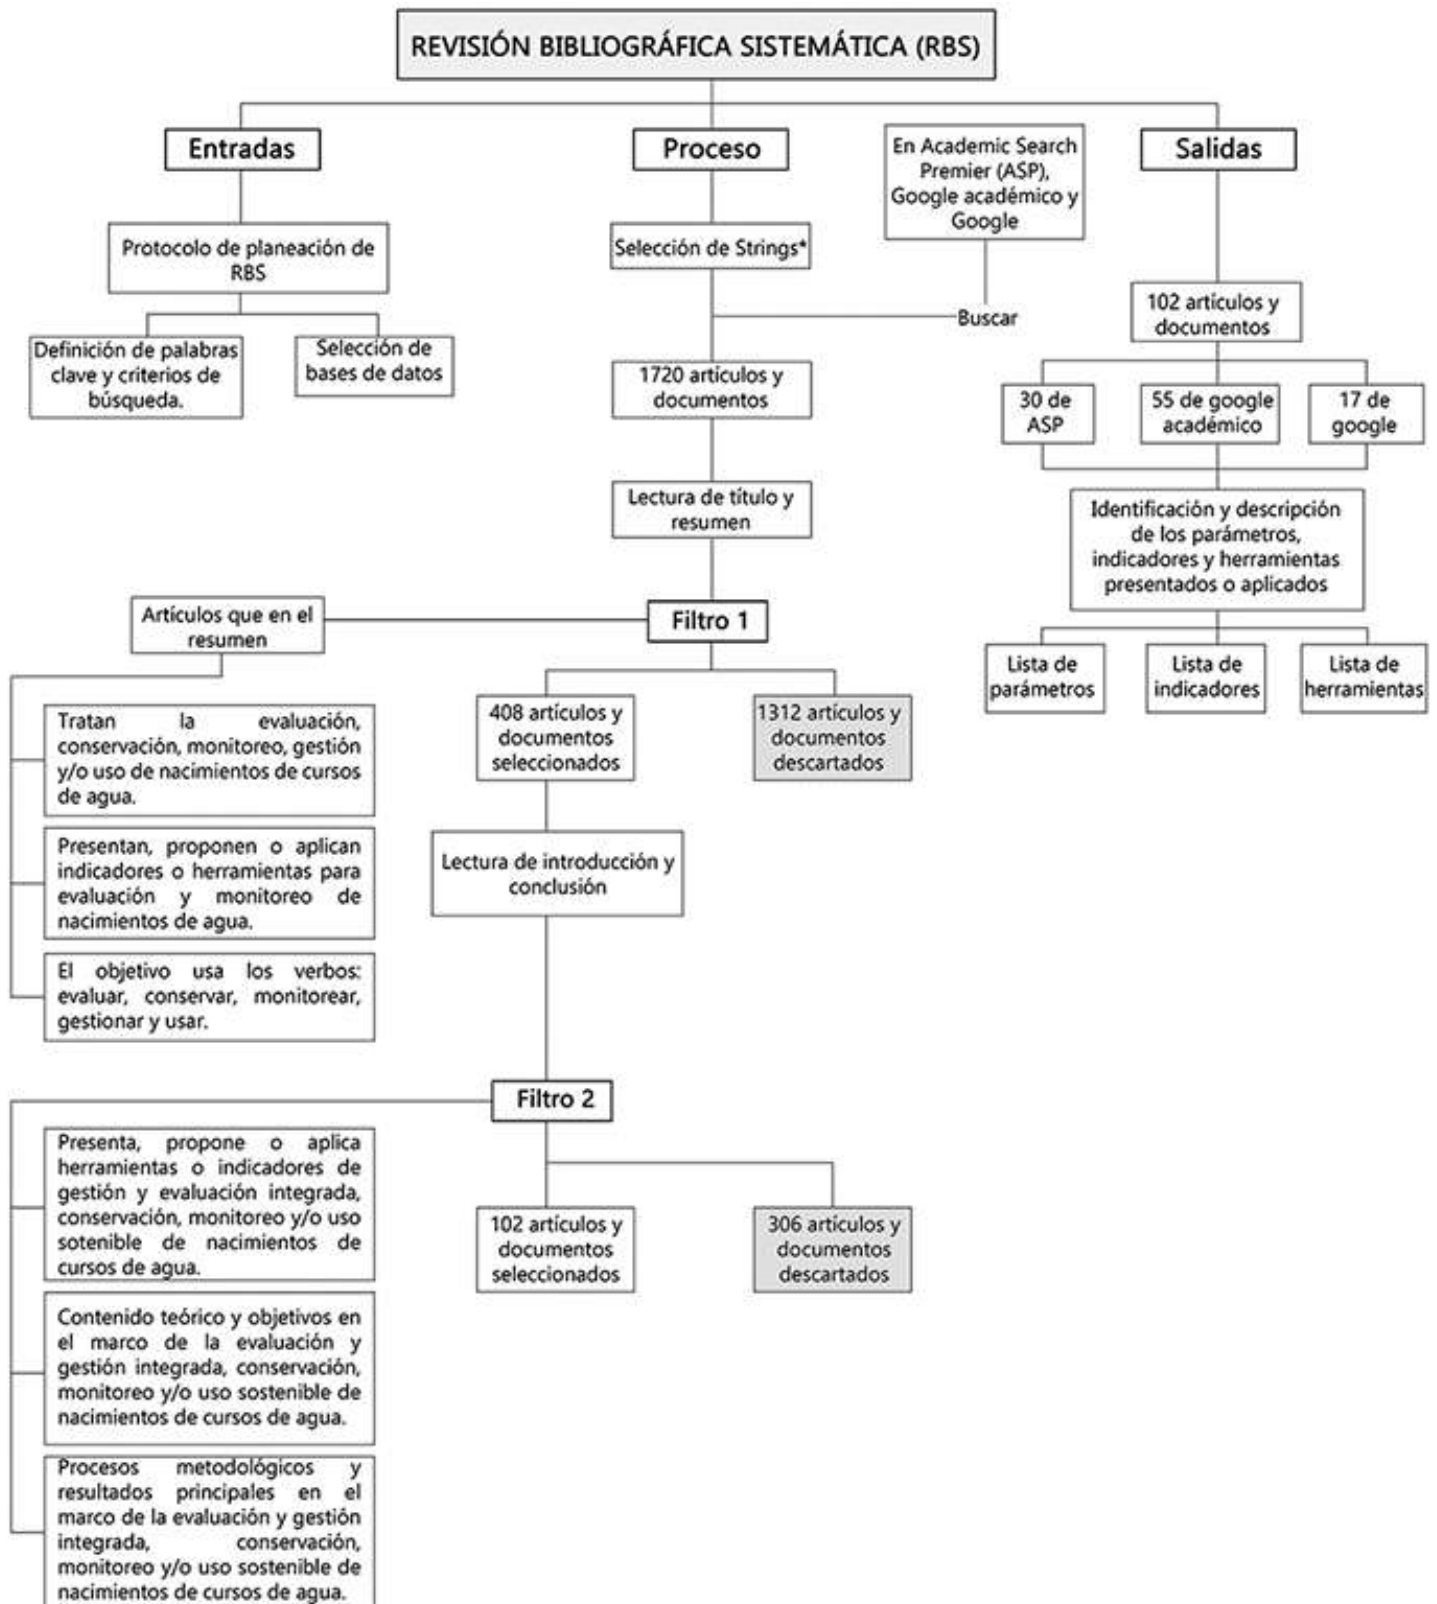 REVISIÓN BIBLIOGRÁFICA SISTEMÁTICA (RBS)
Entradas
Protocolo de planeación de
RBS
Definición de palabras
clave y criterios de
búsqueda.
Selección de
bases de datos
Proceso
Selección de Strings*
En Academic Search
Premier (ASP),
Google académico y
Google
Buscar
1720 artículos y
documentos
Lectura de título y
resumen
Filtro 1
Artículos que en el
resumen
Tratan la evaluación,
conservación, monitoreo, gestión
y/o uso de nacimientos de cursos
de agua.
Presentan, proponen o aplican
indicadores o herramientas para
evaluación y monitoreo de
nacimientos de agua.
El objetivo usa los verbos:
evaluar, conservar, monitorear,
gestionar y usar.
408 artículos y
documentos
seleccionados
1312 artículos y
documentos
descartados
Lectura de introducción y
conclusión
Filtro 2
Presenta, propone o aplica
herramientas o indicadores de
gestión y evaluación integrada,
conservación, monitoreo y/o uso
sotenible de nacimientos de
cursos de agua.
Contenido teórico y objetivos en
el marco de la evaluación y
gestión integrada, conservación,
monitoreo y/o uso sostenible de
nacimientos de cursos de agua.
Procesos metodológicos y
resultados principales en el
marco de la evaluación y gestión
integrada, conservación,
monitoreo y/o uso sostenible de
nacimientos de cursos de agua.
102 artículos y
documentos
seleccionados
306 artículos y
documentos
descartados
Salidas
102 artículos y
documentos
30 de
ASP
55 de google
académico
17 de
google
Identificación y descripción
de los parámetros,
indicadores y herramientas
presentados o aplicados
Lista de
parámetros
Lista de
indicadores
Lista de
herramientas